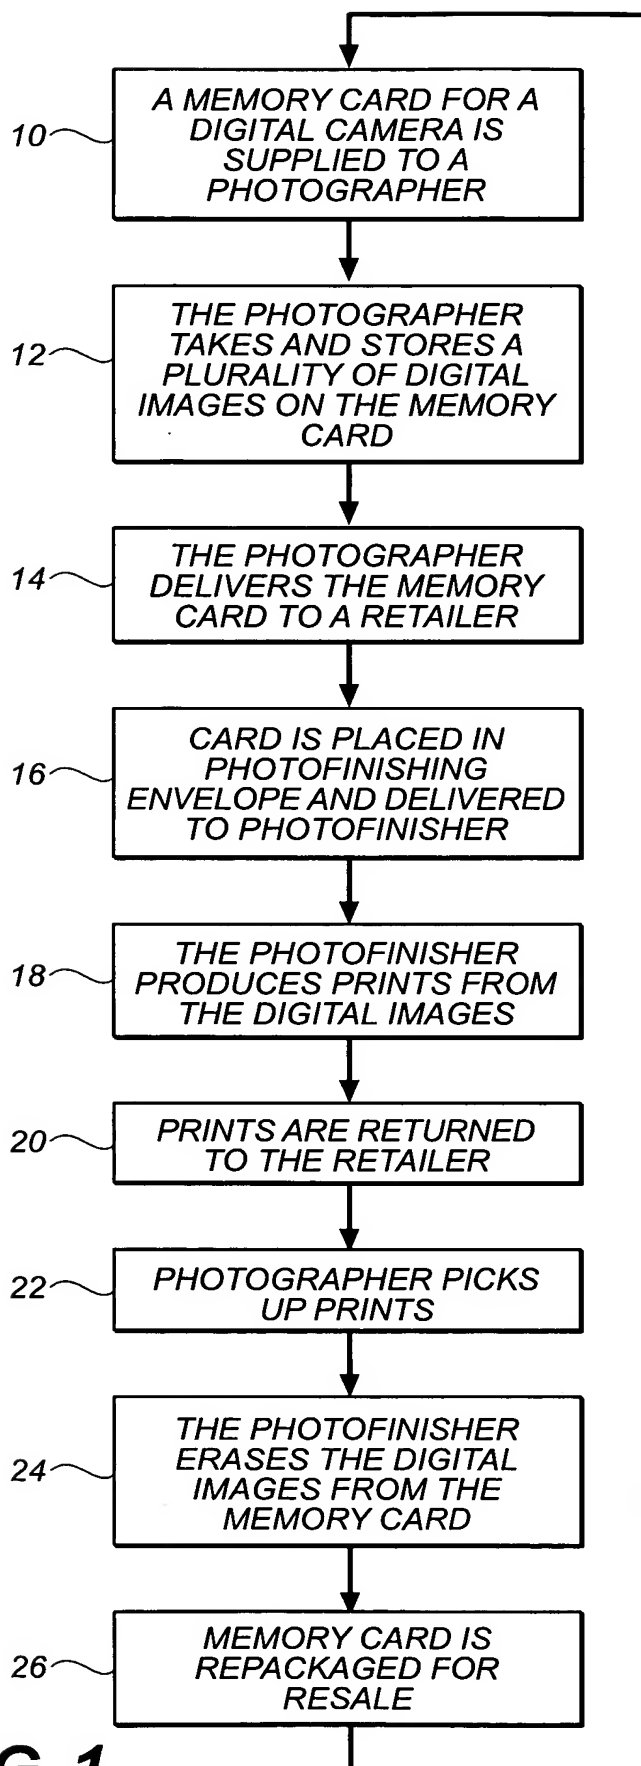 10
A MEMORY CARD FOR A
DIGITAL CAMERA IS
SUPPLIED TO A
PHOTOGRAPHER
12
THE PHOTOGRAPHER
TAKES AND STORES A
PLURALITY OF DIGITAL
IMAGES ON THE MEMORY
CARD
14
THE PHOTOGRAPHER
DELIVERS THE MEMORY
CARD TO A RETAILER
16
CARD IS PLACED IN
PHOTOFINISHING
ENVELOPE AND DELIVERED
TO PHOTOFINISHER
18
THE PHOTOFINISHER
PRODUCES PRINTS FROM
THE DIGITAL IMAGES
20
PRINTS ARE RETURNED
TO THE RETAILER
22
PHOTOGRAPHER PICKS
UP PRINTS
24
THE PHOTOFINISHER
ERASES THE DIGITAL
IMAGES FROM THE
MEMORY CARD
26
MEMORY CARD IS
REPACKAGED FOR
RESALE